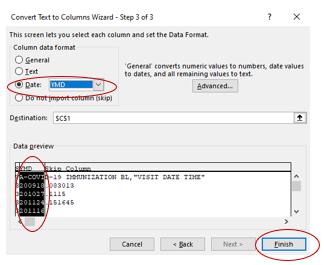 Convert Text to Columns Wizard - Step 3 of 3
?
×
This screen lets you select each column and set the Data Format.
Column data format
General
Text
Date: YMD
Do not import column (skip)
'General' converts numeric values to numbers, date values to dates, and all remaining values to text.
Advanced...
Destination: $C$1
Data preview
YMD Skip Column
A-COVID-19 IMMUNIZATION BL,"VISIT DATE TIME"
200918.083013
201027.1115
201124.151645
201116
Cancel
< Back
Next >
Finish